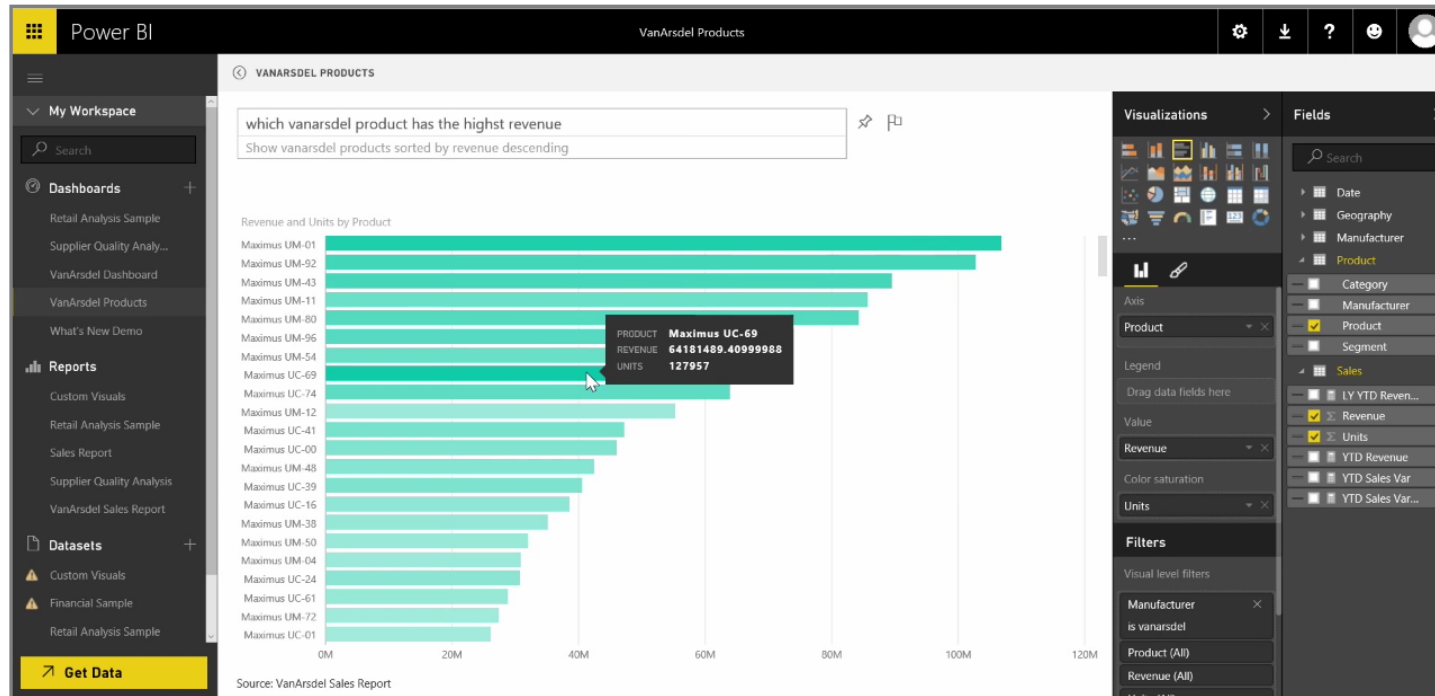 Power BI
VanArsdel Products
VANARSDEL PRODUCTS
My Workspace
Search
Dashboards
Retail Analysis Sample
Supplier Quality Analy...
VanArsdel Dashboard
VanArsdel Products
What's New Demo
Reports
Custom Visuals
Retail Analysis Sample
Sales Report
Supplier Quality Analysis
VanArsdel Sales Report
Datasets
Custom Visuals
Financial Sample
Retail Analysis Sample
Get Data
which vanarsdel product has the highst revenue
Show vanarsdel products sorted by revenue descending
Revenue and Units by Product
Maximus UM-01
Maximus UM-92
Maximus UM-43
Maximus UM-11
Maximus UM-80
Maximus UM-96
Maximus UM-54
Maximus UC-69
Maximus UC-74
Maximus UM-12
Maximus UC-41
Maximus UC-00
Maximus UM-48
Maximus UC-39
Maximus UC-16
Maximus UM-38
Maximus UM-50
Maximus UM-04
Maximus UC-24
Maximus UC-61
Maximus UM-72
Maximus UC-01
PRODUCT Maximus UC-69
REVENUE 64181489.40999988
UNITS 127957
0M 20M 40M 60M 80M 100M 120M
Source: VanArsdel Sales Report
Visualizations
123
Axis
Product
Legend
Drag data fields here
Value
Revenue
Color saturation
Units
Filters
Visual level filters
Manufacturer
is vanarsdel
Product (All)
Revenue (All)
Fields
Search
Date
Geography
Manufacturer
Product
Category
Manufacturer
Product
Segment
Sales
LY YTD Reven...
Revenue
Units
YTD Revenue
YTD Sales Var
YTD Sales Var...